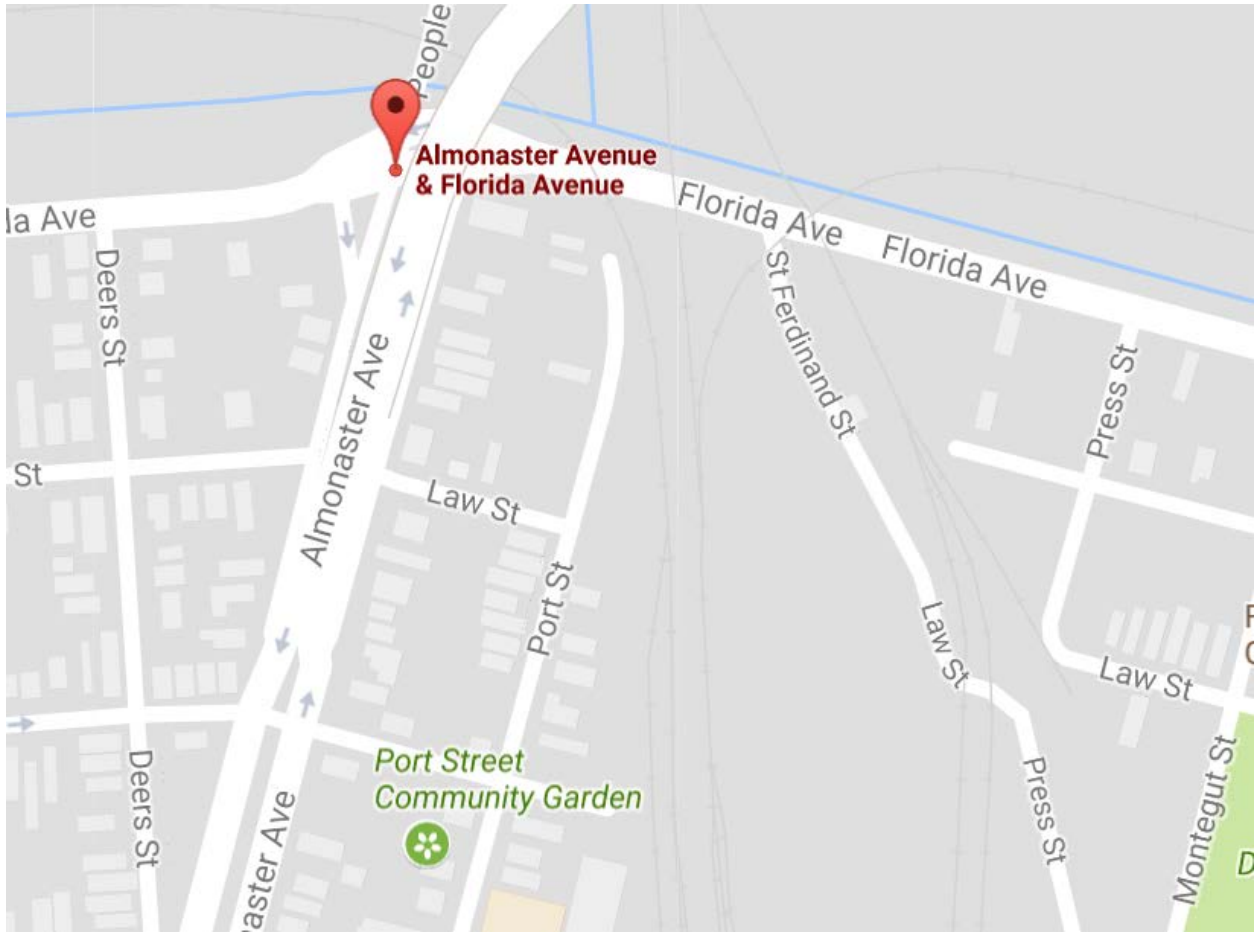 People
Almonaster Avenue
& Florida Avenue
da Ave
Florida Ave
Florida Ave
Deers St
St Ferdinand St
Almonaster Ave
Press St
St
Law St
Port St
Law St
Law St
Port Street
Community Garden
Deers St
Press St
Montegut St
naster Ave